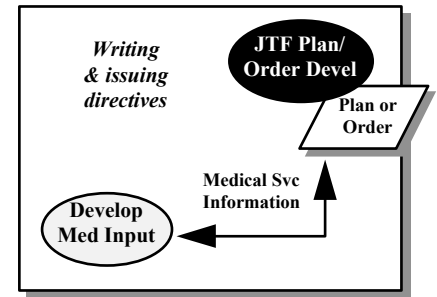 Writing
& issuing
directives
JTF Plan/
Order Devel
Plan or
Order
Medical Svc
Information
Develop
Med Input